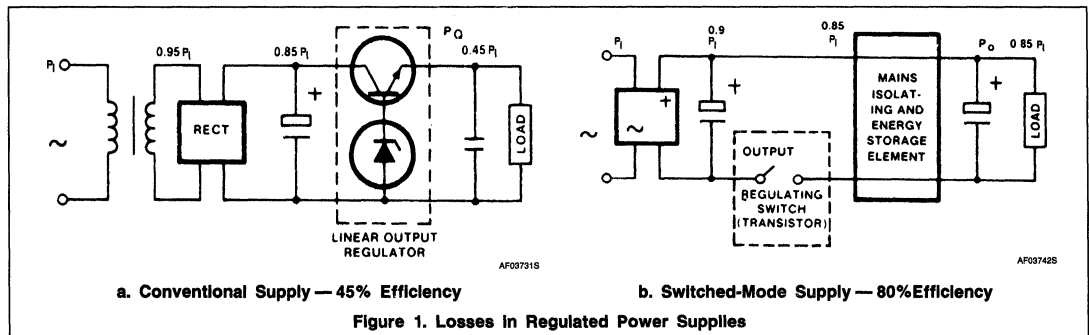 Pᵢ
0.95 Pᵢ
RECT
0.85 Pᵢ
+
P_Q
0.45 Pᵢ
LOAD
~
LINEAR OUTPUT
REGULATOR
AF03731S
a. Conventional Supply — 45% Efficiency
Pᵢ
+
~
~
0.9
Pᵢ
+
OUTPUT
REGULATING
SWITCH
(TRANSISTOR)
0.85
Pᵢ
MAINS
ISOLAT-
ING AND
ENERGY
STORAGE
ELEMENT
Pₒ
0 85 Pᵢ
+
LOAD
AF03742S
b. Switched-Mode Supply — 80%Efficiency
Figure 1. Losses in Regulated Power Supplies